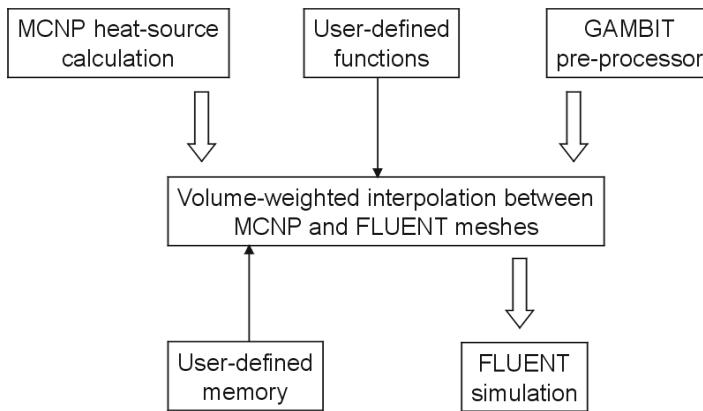 MCNP heat-source
calculation
User-defined
functions
GAMBIT
pre-processor
Volume-weighted interpolation between
MCNP and FLUENT meshes
User-defined
memory
FLUENT
simulation